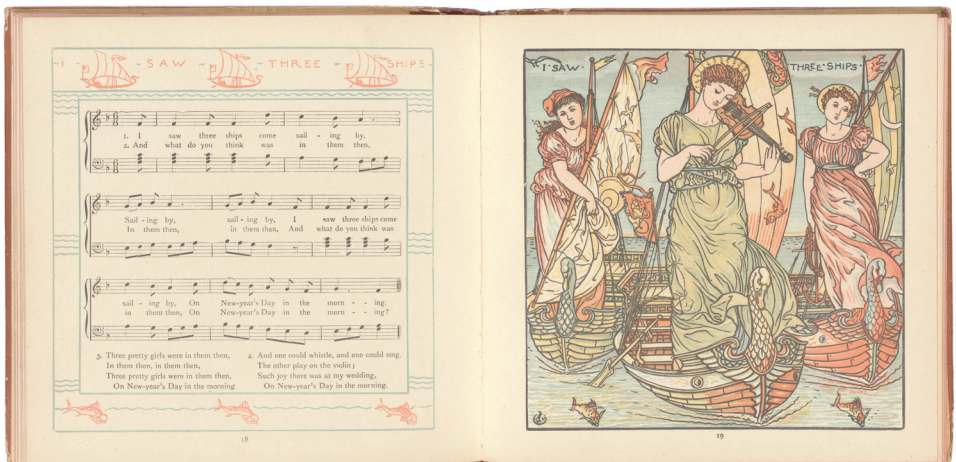 I SAW THREE SHIPS
1. I saw three ships come sail - ing by,
2. And what do you think was in them then,
Sail - ing by, sail - ing by, I saw three ships come
In them then, in them then, And what do you think was
sail - ing by, On New-year's Day in the morn - - ing.
in them then, On New-year's Day in the morn - - ing?
3. Three pretty girls were in them then,
In them then, in them then,
Three pretty girls were in them then,
On New-year's Day in the morning
4. And one could whistle, and one could sing,
The other play on the violin;
Such joy there was at my wedding,
On New-year's Day in the morning.
18
I · SAW ·
THREE · SHIPS ·
19